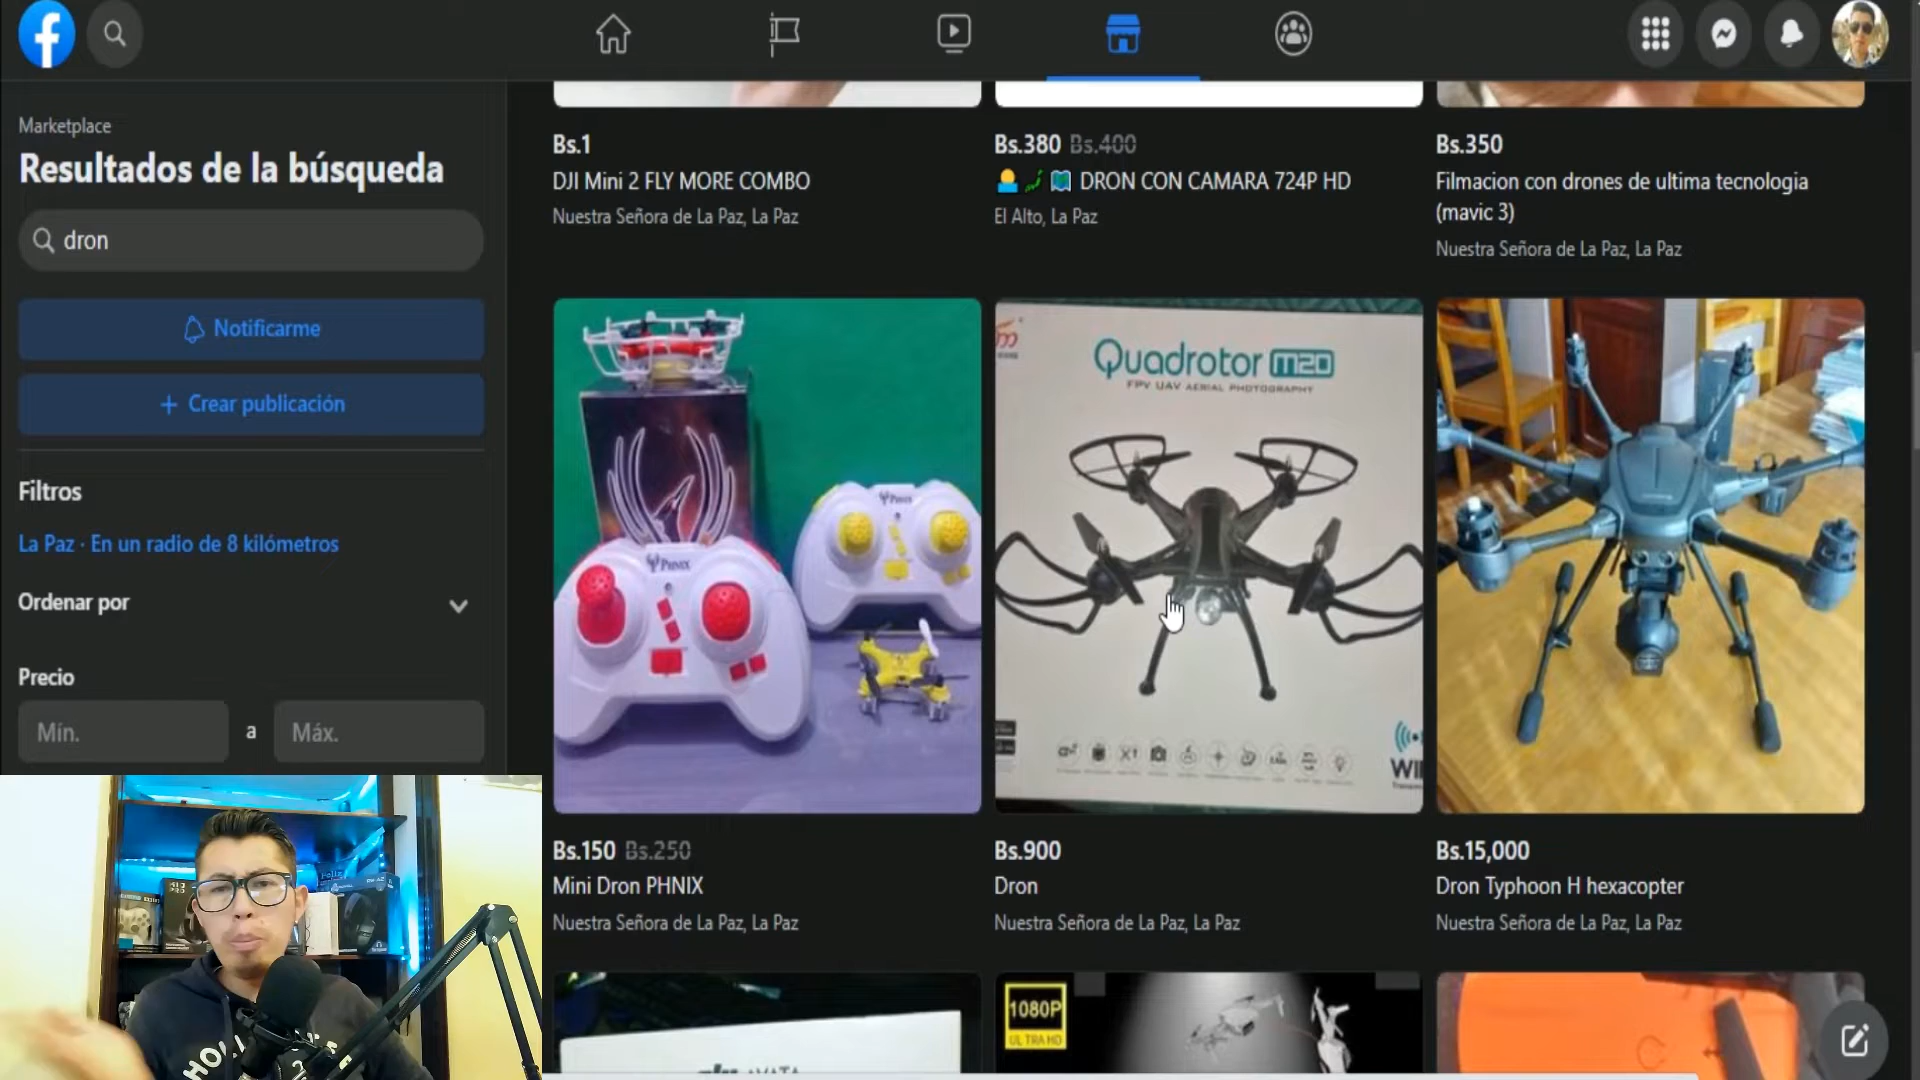 Marketplace
Resultados de la búsqueda
dron
Notificarme
+ Crear publicación
Filtros
La Paz · En un radio de 8 kilómetros
Ordenar por
Precio
Mín.
a
Máx.
Bs.1
DJI Mini 2 FLY MORE COMBO
Nuestra Señora de La Paz, La Paz
Bs.380 Bs.400
DRON CON CAMARA 724P HD
El Alto, La Paz
Bs.350
Filmacion con drones de ultima tecnologia
(mavic 3)
Nuestra Señora de La Paz, La Paz
PHNIX
PHNIX
Quadrotor M20
FPV UAV AERIAL PHOTOGRAPHY
Bs.150 Bs.250
Mini Dron PHNIX
Nuestra Señora de La Paz, La Paz
Bs.900
Dron
Nuestra Señora de La Paz, La Paz
Bs.15,000
Dron Typhoon H hexacopter
Nuestra Señora de La Paz, La Paz
1080P
ULTRA HD